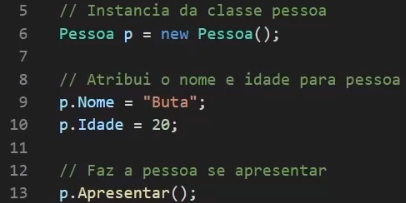 5 // Instancia da classe pessoa
6 Pessoa p = new Pessoa();
7
8 // Atribui o nome e idade para pessoa
9 p.Nome = "Buta";
10 p.Idade = 20;
11
12 // Faz a pessoa se apresentar
13 p.Apresentar();